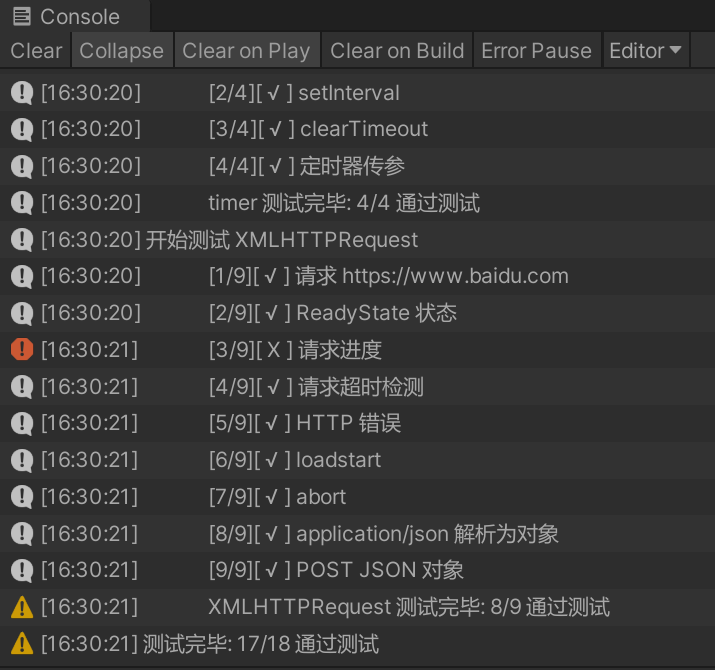 Console
Clear Collapse Clear on Play Clear on Build Error Pause Editor
[16:30:20] [2/4][ √ ] setInterval
[16:30:20] [3/4][ √ ] clearTimeout
[16:30:20] [4/4][ √ ] 定时器传参
[16:30:20] timer 测试完毕: 4/4 通过测试
[16:30:20] 开始测试 XMLHTTPRequest
[16:30:20] [1/9][ √ ] 请求 https://www.baidu.com
[16:30:20] [2/9][ √ ] ReadyState 状态
[16:30:21] [3/9][ X ] 请求进度
[16:30:21] [4/9][ √ ] 请求超时检测
[16:30:21] [5/9][ √ ] HTTP 错误
[16:30:21] [6/9][ √ ] loadstart
[16:30:21] [7/9][ √ ] abort
[16:30:21] [8/9][ √ ] application/json 解析为对象
[16:30:21] [9/9][ √ ] POST JSON 对象
[16:30:21] XMLHTTPRequest 测试完毕: 8/9 通过测试
[16:30:21] 测试完毕: 17/18 通过测试